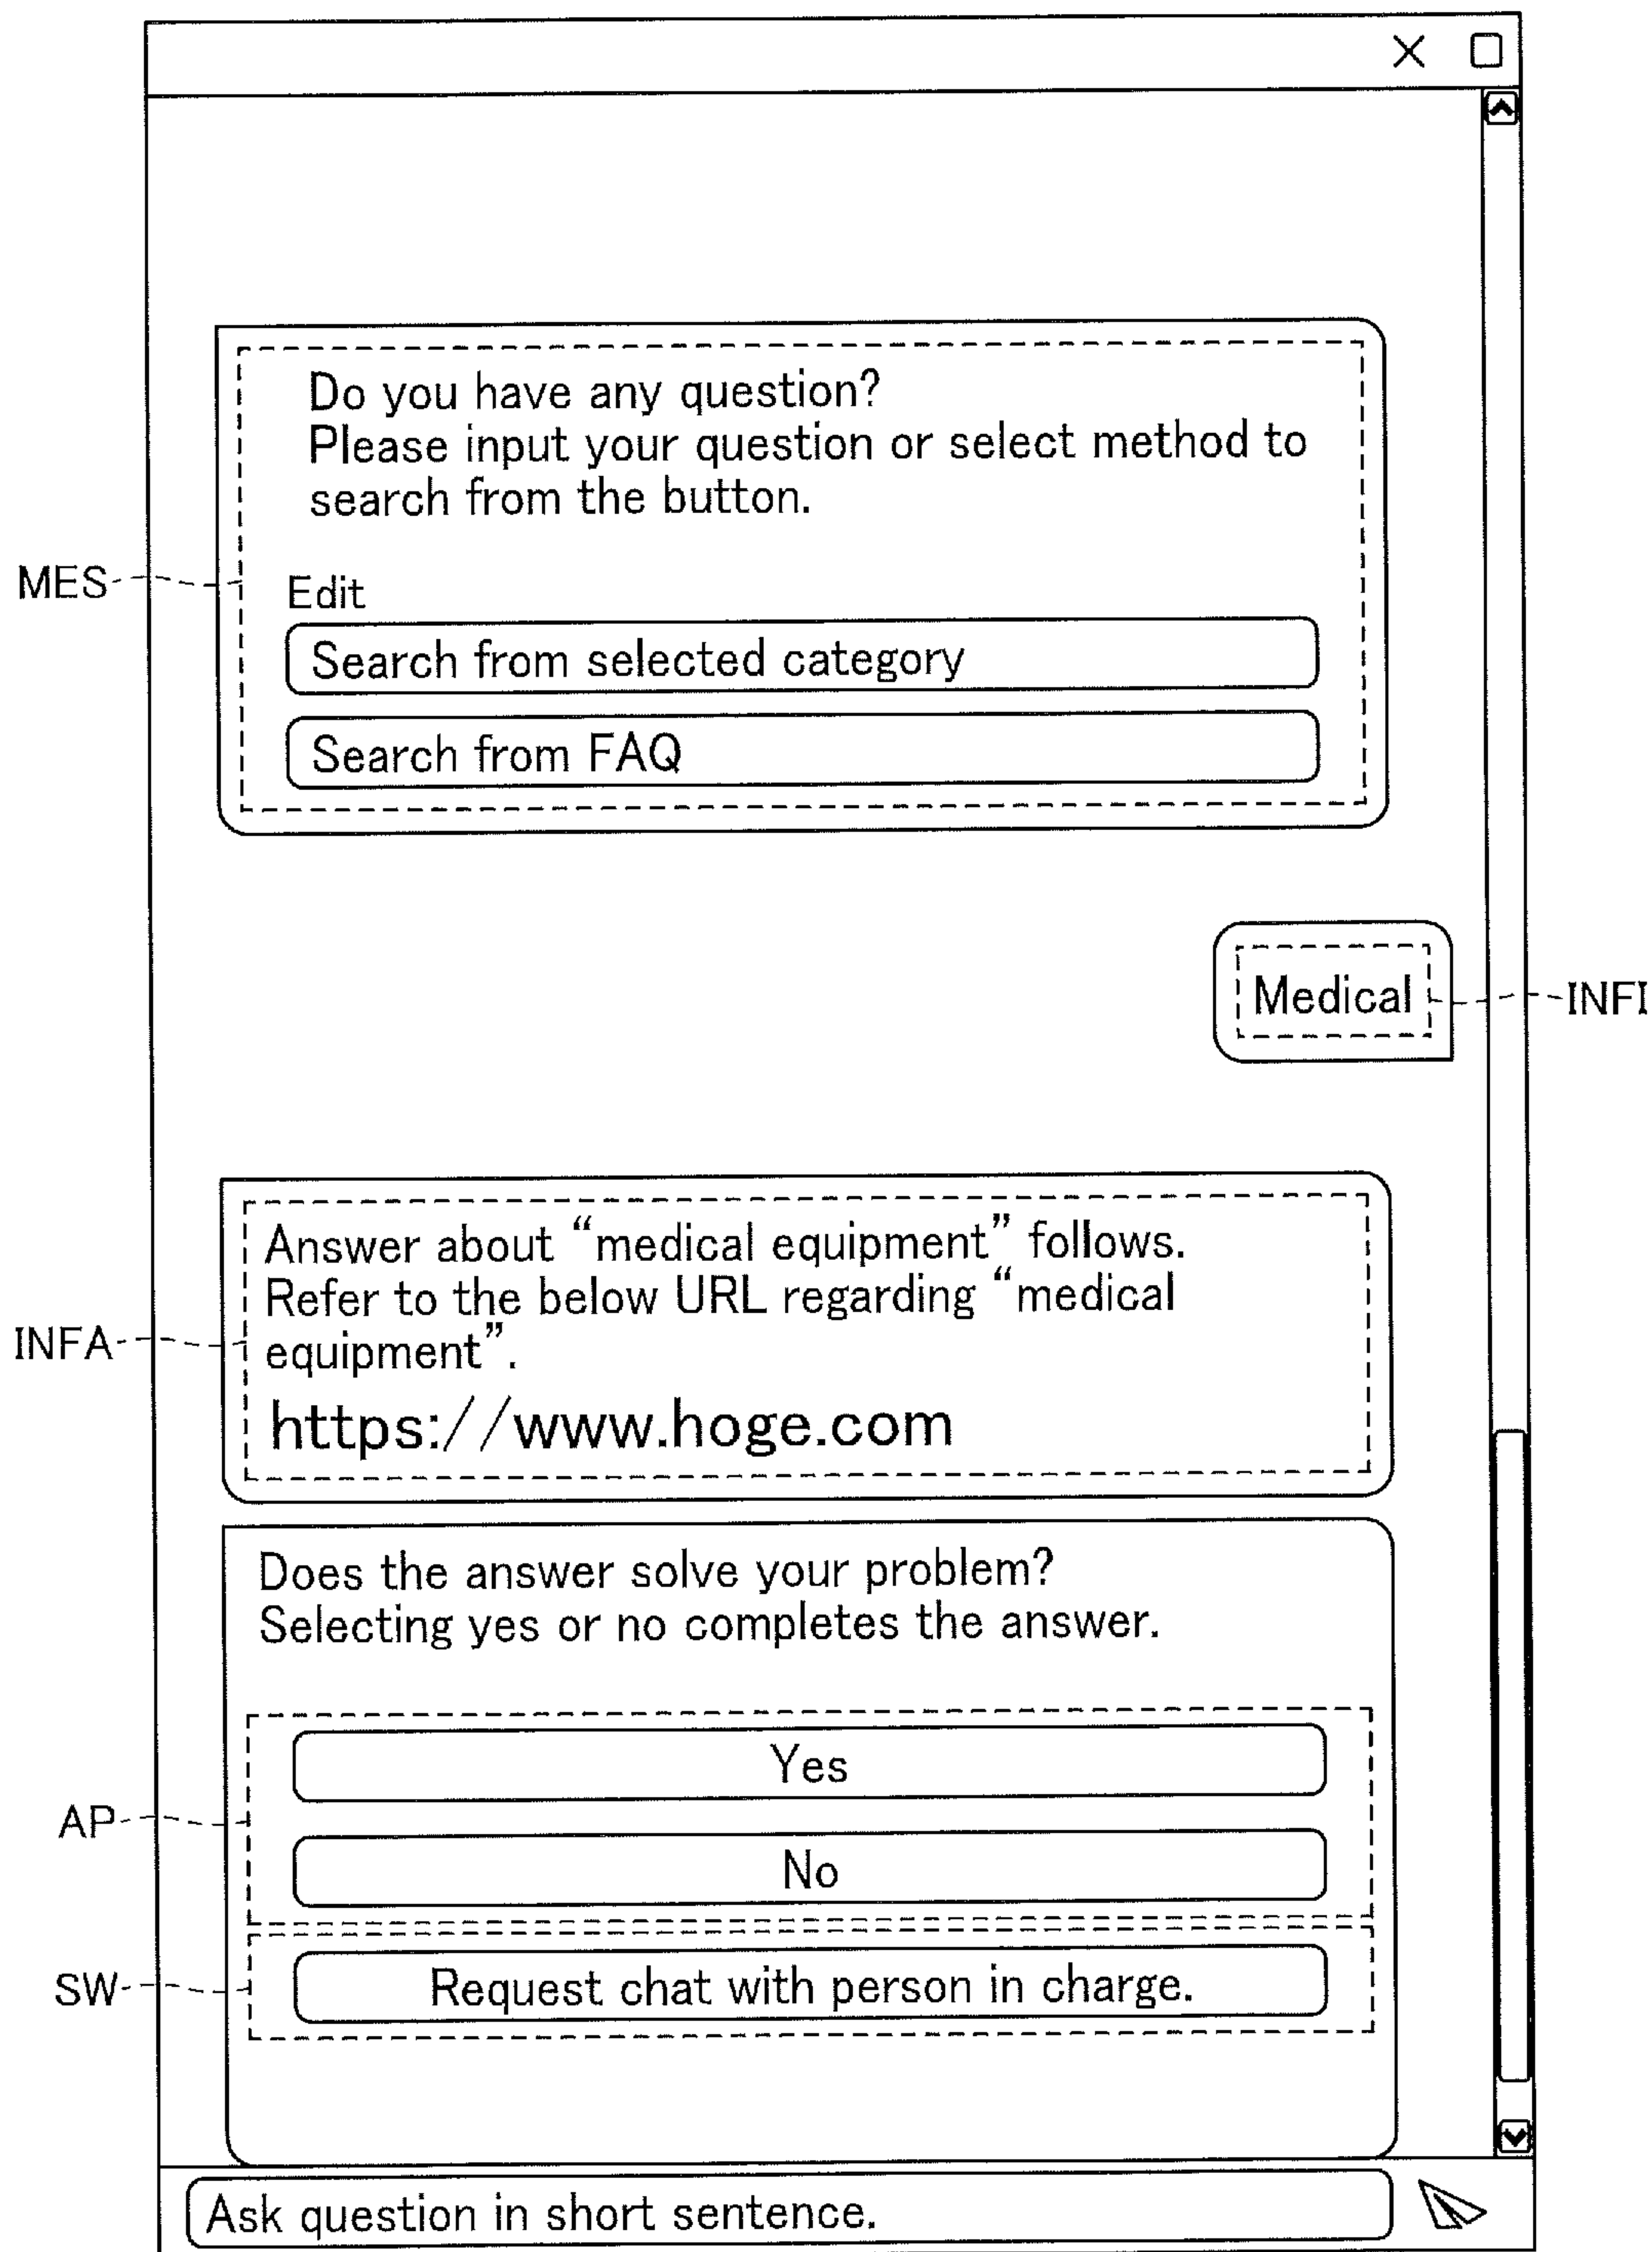 Do you have any question?
Please input your question or select method to
search from the button.
MES
Edit
Search from selected category
Search from FAQ
Medical
INFI
Answer about “medical equipment” follows.
Refer to the below URL regarding “medical
equipment”.
INFA
https://www.hoge.com
Does the answer solve your problem?
Selecting yes or no completes the answer.
Yes
AP
No
SW
Request chat with person in charge.
Ask question in short sentence.